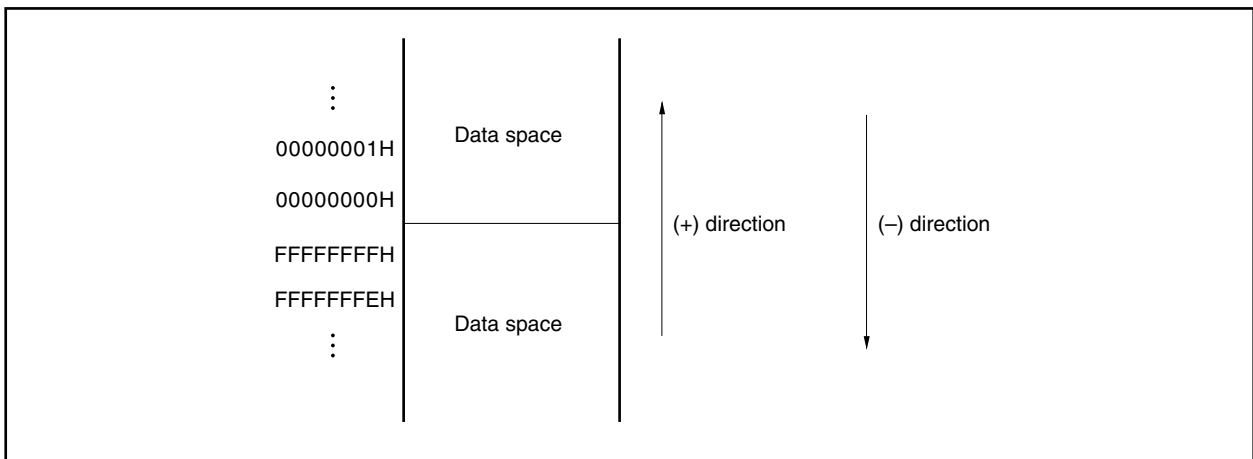 ⋮
00000001H
00000000H
FFFFFFFFH
FFFFFFFEH
⋮
Data space
Data space
(+) direction
(–) direction